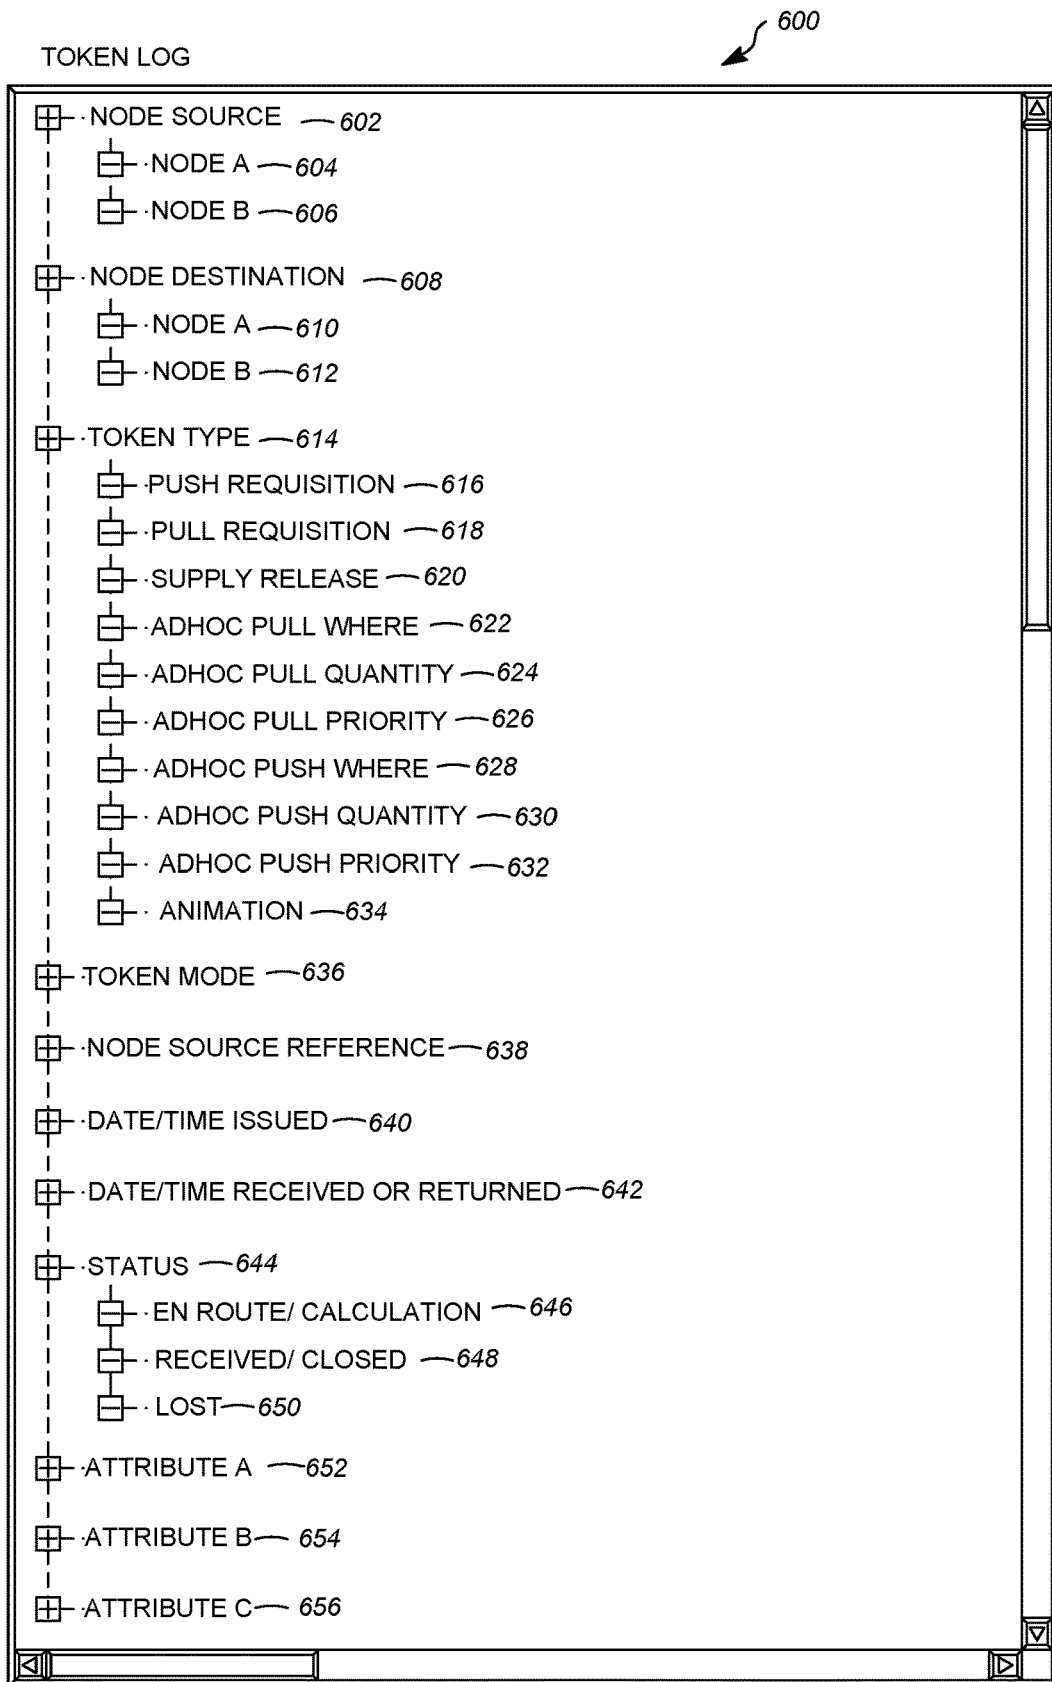 600
TOKEN LOG
NODE SOURCE 602
NODE A 604
NODE B 606
NODE DESTINATION 608
NODE A 610
NODE B 612
TOKEN TYPE 614
PUSH REQUISITION 616
PULL REQUISITION 618
SUPPLY RELEASE 620
ADHOC PULL WHERE 622
ADHOC PULL QUANTITY 624
ADHOC PULL PRIORITY 626
ADHOC PUSH WHERE 628
ADHOC PUSH QUANTITY 630
ADHOC PUSH PRIORITY 632
ANIMATION 634
TOKEN MODE 636
NODE SOURCE REFERENCE 638
DATE/TIME ISSUED 640
DATE/TIME RECEIVED OR RETURNED 642
STATUS 644
EN ROUTE/ CALCULATION 646
RECEIVED/ CLOSED 648
LOST 650
ATTRIBUTE A 652
ATTRIBUTE B 654
ATTRIBUTE C 656